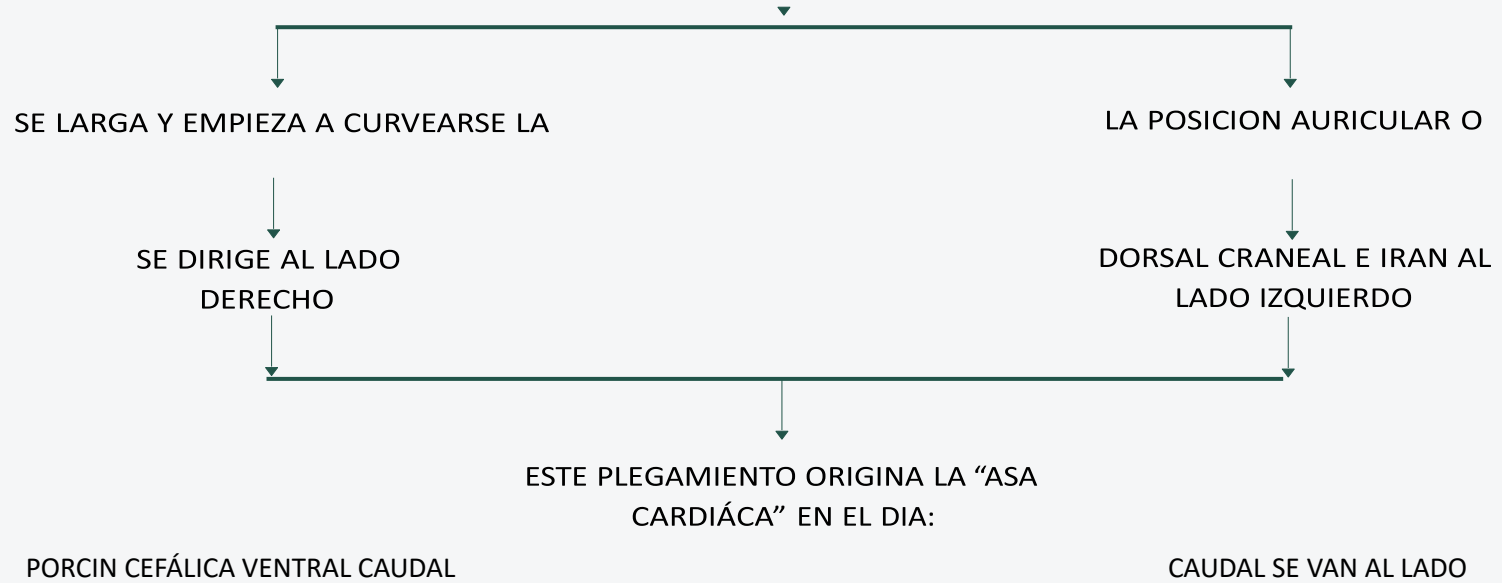 SE LARGA Y EMPIEZA A CURVEARSE LA
LA POSICION AURICULAR O
SE DIRIGE AL LADO
DERECHO
DORSAL CRANEAL E IRAN AL
LADO IZQUIERDO
ESTE PLEGAMIENTO ORIGINA LA “ASA
CARDIÁCA” EN EL DIA:
PORCIN CEFÁLICA VENTRAL CAUDAL
CAUDAL SE VAN AL LADO